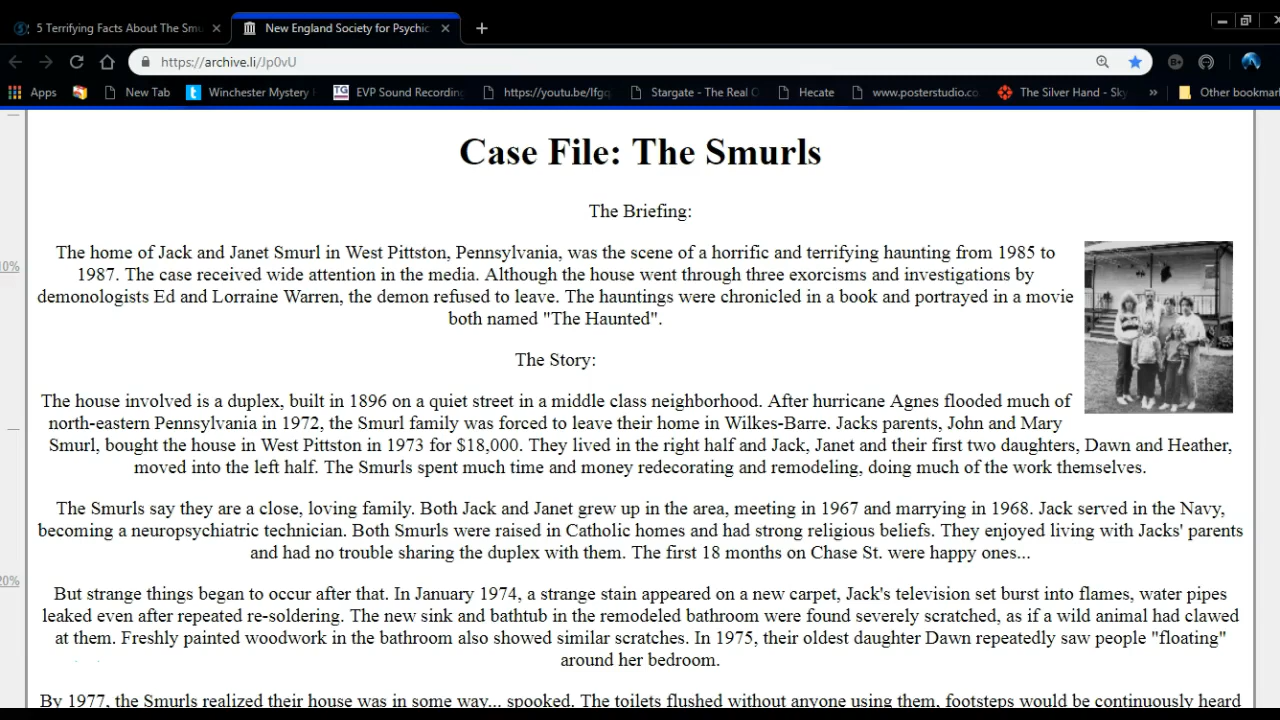 5 Terrifying Facts About The Smu
New England Society for Psychic
https://archive.li/Jp0vU
Apps
New Tab
Winchester Mystery
TG
EVP Sound Recording
https://youtu.be/lfgq
Stargate - The Real O
Hecate
www.posterstudio.co
The Silver Hand - Sky
»
Other bookmar
Case File: The Smurls
The Briefing:
The home of Jack and Janet Smurl in West Pittston, Pennsylvania, was the scene of a horrific and terrifying haunting from 1985 to
10%
1987. The case received wide attention in the media. Although the house went through three exorcisms and investigations by
demonologists Ed and Lorraine Warren, the demon refused to leave. The hauntings were chronicled in a book and portrayed in a movie
both named "The Haunted".
The Story:
The house involved is a duplex, built in 1896 on a quiet street in a middle class neighborhood. After hurricane Agnes flooded much of
north-eastern Pennsylvania in 1972, the Smurl family was forced to leave their home in Wilkes-Barre. Jacks parents, John and Mary
Smurl, bought the house in West Pittston in 1973 for $18,000. They lived in the right half and Jack, Janet and their first two daughters, Dawn and Heather,
moved into the left half. The Smurls spent much time and money redecorating and remodeling, doing much of the work themselves.
The Smurls say they are a close, loving family. Both Jack and Janet grew up in the area, meeting in 1967 and marrying in 1968. Jack served in the Navy,
becoming a neuropsychiatric technician. Both Smurls were raised in Catholic homes and had strong religious beliefs. They enjoyed living with Jacks' parents
and had no trouble sharing the duplex with them. The first 18 months on Chase St. were happy ones...
20%
But strange things began to occur after that. In January 1974, a strange stain appeared on a new carpet, Jack's television set burst into flames, water pipes
leaked even after repeated re-soldering. The new sink and bathtub in the remodeled bathroom were found severely scratched, as if a wild animal had clawed
at them. Freshly painted woodwork in the bathroom also showed similar scratches. In 1975, their oldest daughter Dawn repeatedly saw people "floating"
around her bedroom.
By 1977, the Smurls realized their house was in some way... spooked. The toilets flushed without anyone using them, footsteps would be continuously heard